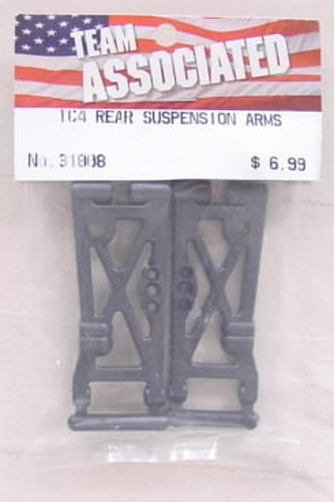 TEAM
ASSOCIATED
TC4 REAR SUSPENSION ARMS
No.31008 $ 6.99